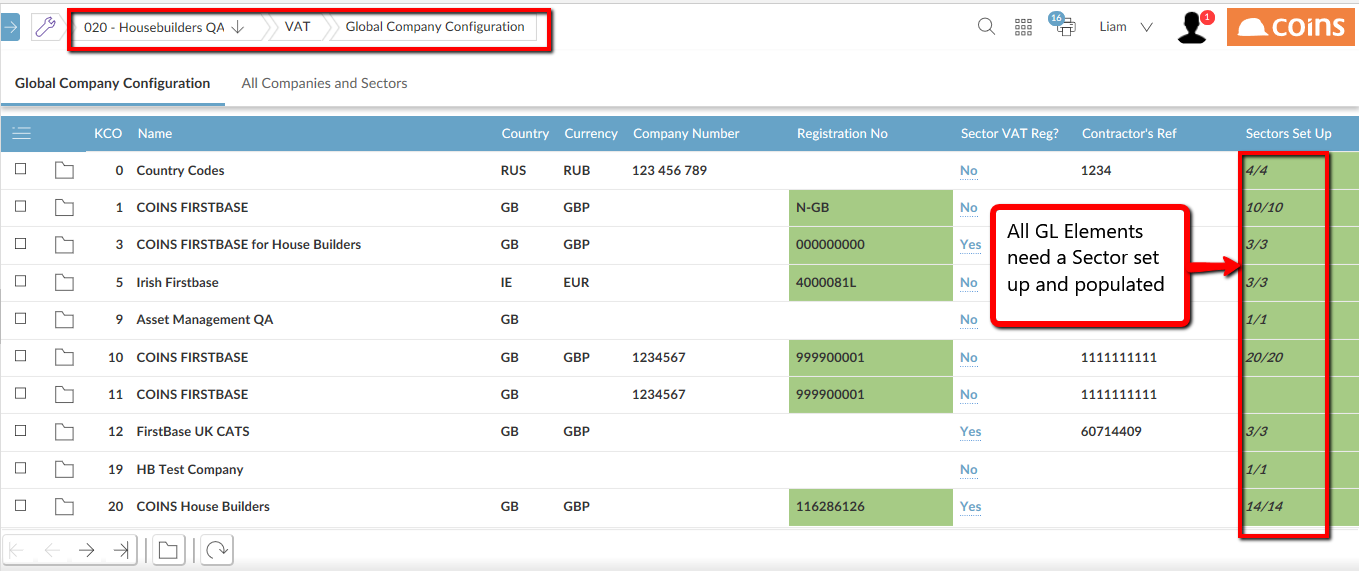 020 - Housebuilders QA VAT Global Company Configuration 16 Liam 1 coins
Global Company Configuration All Companies and Sectors
KCO Name Country Currency Company Number Registration No Sector VAT Reg? Contractor's Ref Sectors Set Up
0 Country Codes RUS RUB 123 456 789 No 1234 4/4
1 COINS FIRSTBASE GB GBP N-GB No 10/10
3 COINS FIRSTBASE for House Builders GB GBP 000000000 Yes 3/3
5 Irish Firstbase IE EUR 4000081L No 3/3
9 Asset Management QA GB No 1/1
10 COINS FIRSTBASE GB GBP 1234567 999900001 No 1111111111 20/20
11 COINS FIRSTBASE GB GBP 1234567 999900001 No 1111111111
12 FirstBase UK CATS GB GBP Yes 60714409 3/3
19 HB Test Company No 1/1
20 COINS House Builders GB GBP 116286126 Yes 14/14
All GL Elements
need a Sector set
up and populated